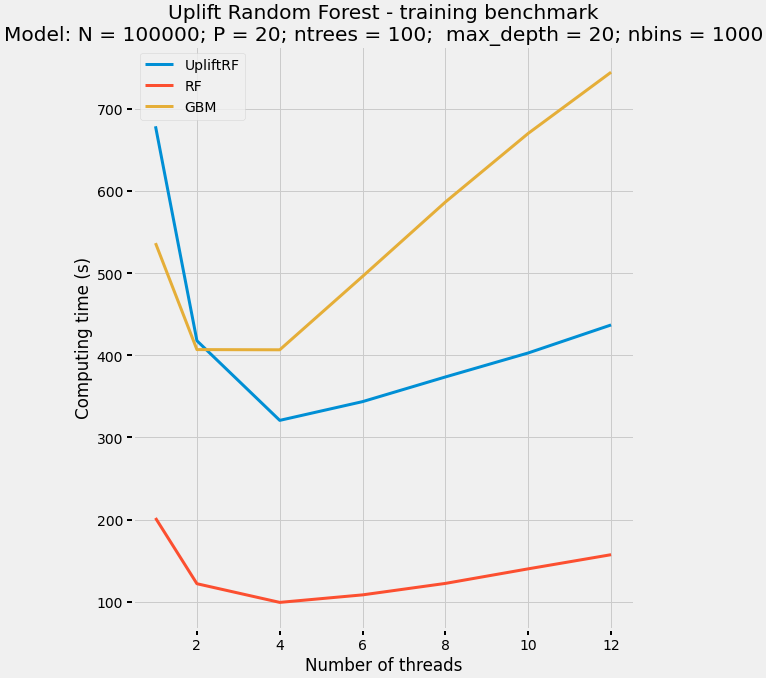 Uplift Random Forest - training benchmark
Model: N = 100000; P = 20; ntrees = 100;  max_depth = 20; nbins = 1000
UpliftRF
RF
GBM
700
600
500
400
300
200
100
Computing time (s)
2 4 6 8 10 12
Number of threads